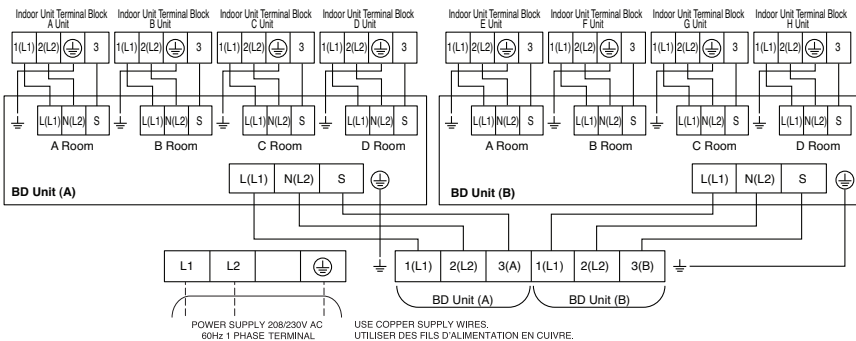 Indoor Unit Terminal Block Indoor Unit Terminal Block Indoor Unit Terminal Block Indoor Unit Terminal Block Indoor Unit Terminal Block Indoor Unit Terminal Block Indoor Unit Terminal Block Indoor Unit Terminal Block
A Unit B Unit C Unit D Unit E Unit F Unit G Unit H Unit
1(L1) 2(L2) 3 1(L1) 2(L2) 3 1(L1) 2(L2) 3 1(L1) 2(L2) 3 1(L1) 2(L2) 3 1(L1) 2(L2) 3 1(L1) 2(L2) 3 1(L1) 2(L2) 3
L(L1) N(L2) S L(L1) N(L2) S L(L1) N(L2) S L(L1) N(L2) S L(L1) N(L2) S L(L1) N(L2) S L(L1) N(L2) S L(L1) N(L2) S
A Room B Room C Room D Room A Room B Room C Room D Room
L(L1) N(L2) S L(L1) N(L2) S
BD Unit (A) BD Unit (B)
L1 L2 1(L1) 2(L2) 3(A) 1(L1) 2(L2) 3(B)
BD Unit (A) BD Unit (B)
POWER SUPPLY 208/230V AC USE COPPER SUPPLY WIRES.
60Hz 1 PHASE TERMINAL UTILISER DES FILS D'ALIMENTATION EN CUIVRE.